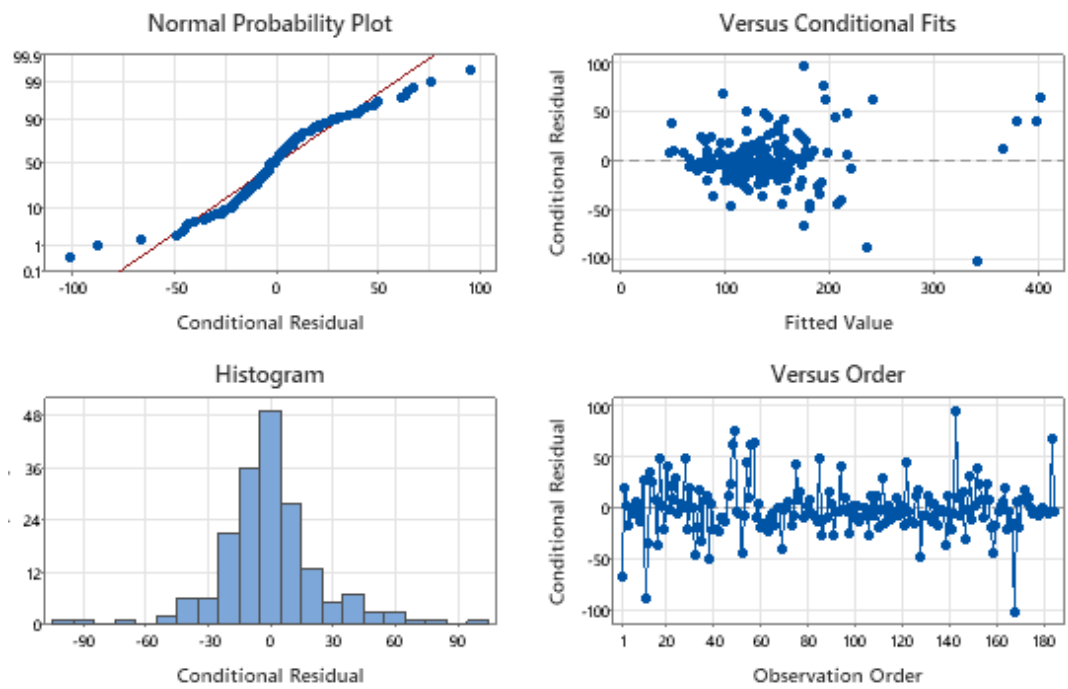 Normal Probability Plot
99.9
99
90
50
10
1
0.1
-100 -50 0 50 100
Conditional Residual
Versus Conditional Fits
100
50
0
-50
-100
0 100 200 300 400
Conditional Residual
Fitted Value
Histogram
48
36
24
12
0
-90 -60 -30 0 30 60 90
Conditional Residual
Versus Order
100
50
0
-50
-100
1 20 40 60 80 100 120 140 160 180
Conditional Residual
Observation Order